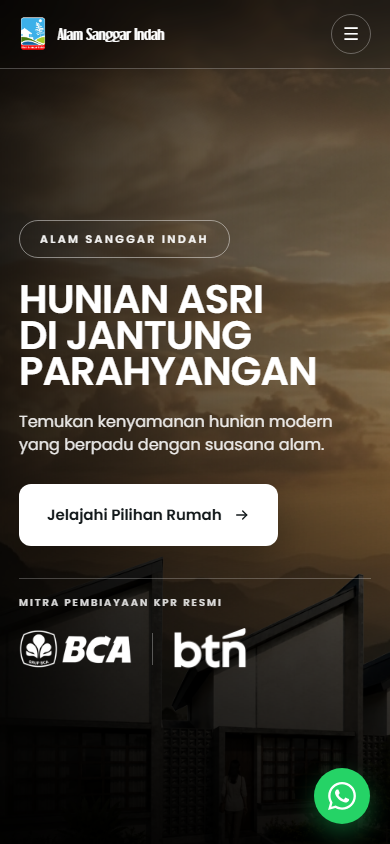 Alam Sanggar Indah
ALAM SANGGAR INDAH
HUNIAN ASRI
DI JANTUNG
PARAHYANGAN
Temukan kenyamanan hunian modern
yang berpadu dengan suasana alam.
Jelajahi Pilihan Rumah →
MITRA PEMBIAYAAN KPR RESMI
BCA btn